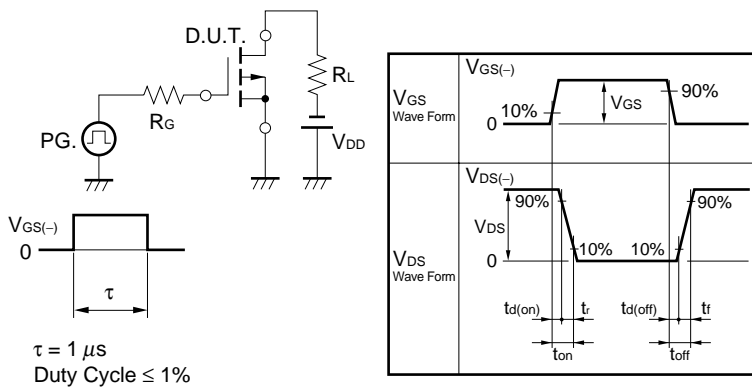 D.U.T.
RL
RG
PG.
VDD
VGS(−)
0
τ
τ = 1 μs
Duty Cycle ≤ 1%
VGS
Wave Form
VGS(−)
10%
0
VGS
90%
VDS
Wave Form
VDS(−)
90%
VDS
0
10%
10%
90%
td(on)
tr
td(off)
tf
ton
toff